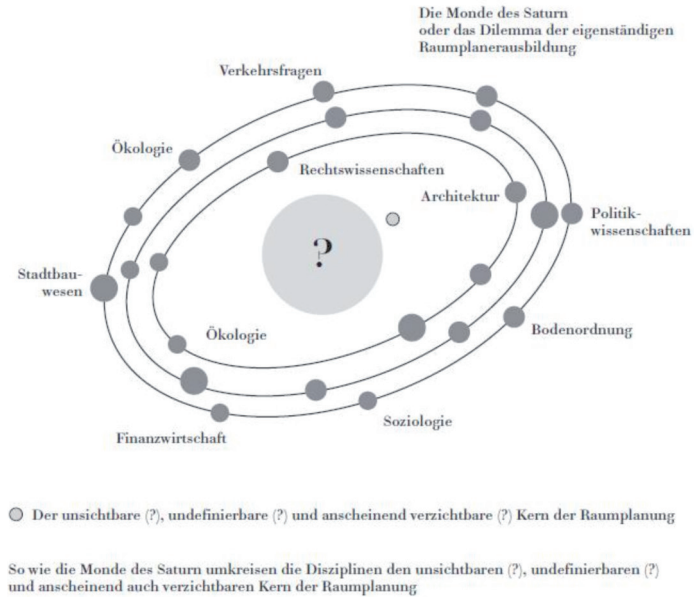 Die Monde des Saturn
oder das Dilemma der eigenständigen
Raumplanerausbildung
Verkehrsfragen
Ökologie
Rechtswissenschaften
Architektur
Politik-
wissenschaften
?
Stadtbau-
wesen
Ökologie
Bodenordnung
Soziologie
Finanzwirtschaft
Der unsichtbare (?), undefinierbare (?) und anscheinend verzichtbare (?) Kern der Raumplanung
So wie die Monde des Saturn umkreisen die Disziplinen den unsichtbaren (?), undefinierbaren (?)
und anscheinend auch verzichtbaren Kern der Raumplanung